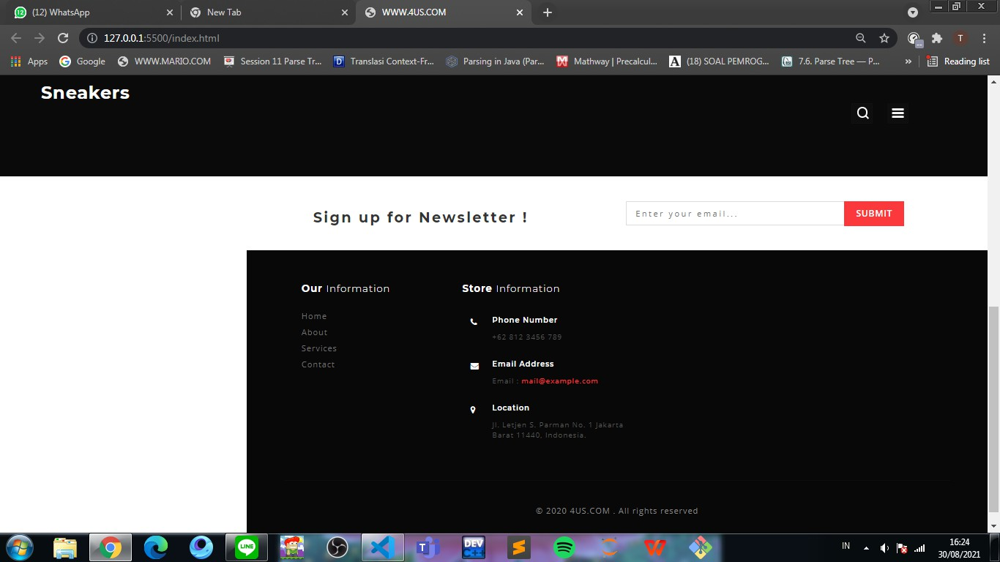 (12) WhatsApp
New Tab
WWW.4US.COM
127.0.0.1:5500/index.html
T
Apps
Google
WWW.MARIO.COM
Session 11 Parse Tr...
Translasi Context-Fr...
Parsing in Java (Par...
Mathway | Precalcul...
(18) SOAL PEMROG...
7.6. Parse Tree — P...
»
Reading list
Sneakers
Sign up for Newsletter !
Enter your email...
SUBMIT
Our Information
Home
About
Services
Contact
Store Information
Phone Number
+62 812 3456 789
Email Address
Email : mail@example.com
Location
Jl. Letjen S. Parman No. 1 Jakarta
Barat 11440, Indonesia.
© 2020 4US.COM . All rights reserved
LINE
DEV
C++
IN
16:24
30/08/2021